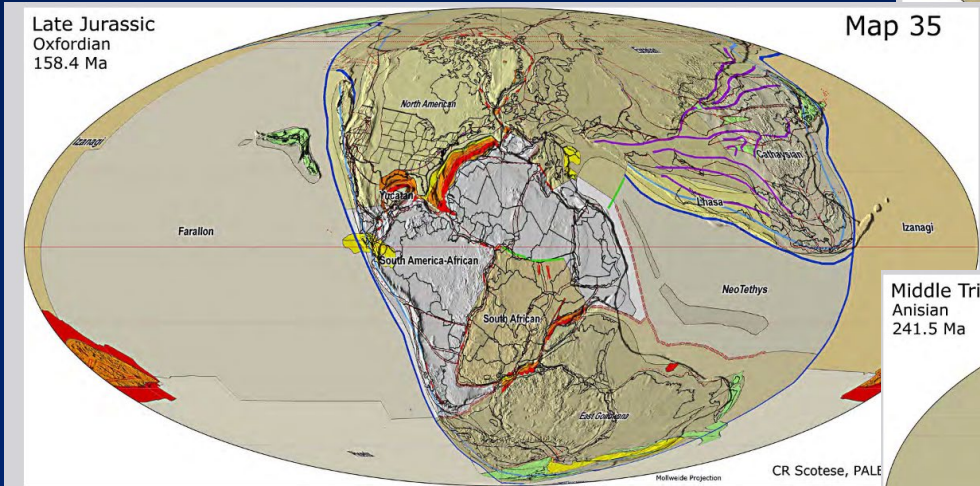 Late Jurassic
Oxfordian
158.4 Ma
Map 35
North American
Izanagi
Cathaysian
Yucatan
Lhasa
Farallon
Izanagi
South America-African
NeoTethys
South African
East Gondwana
Middle Tri
Anisian
241.5 Ma
CR Scotese, PALE
Mollweide Projection